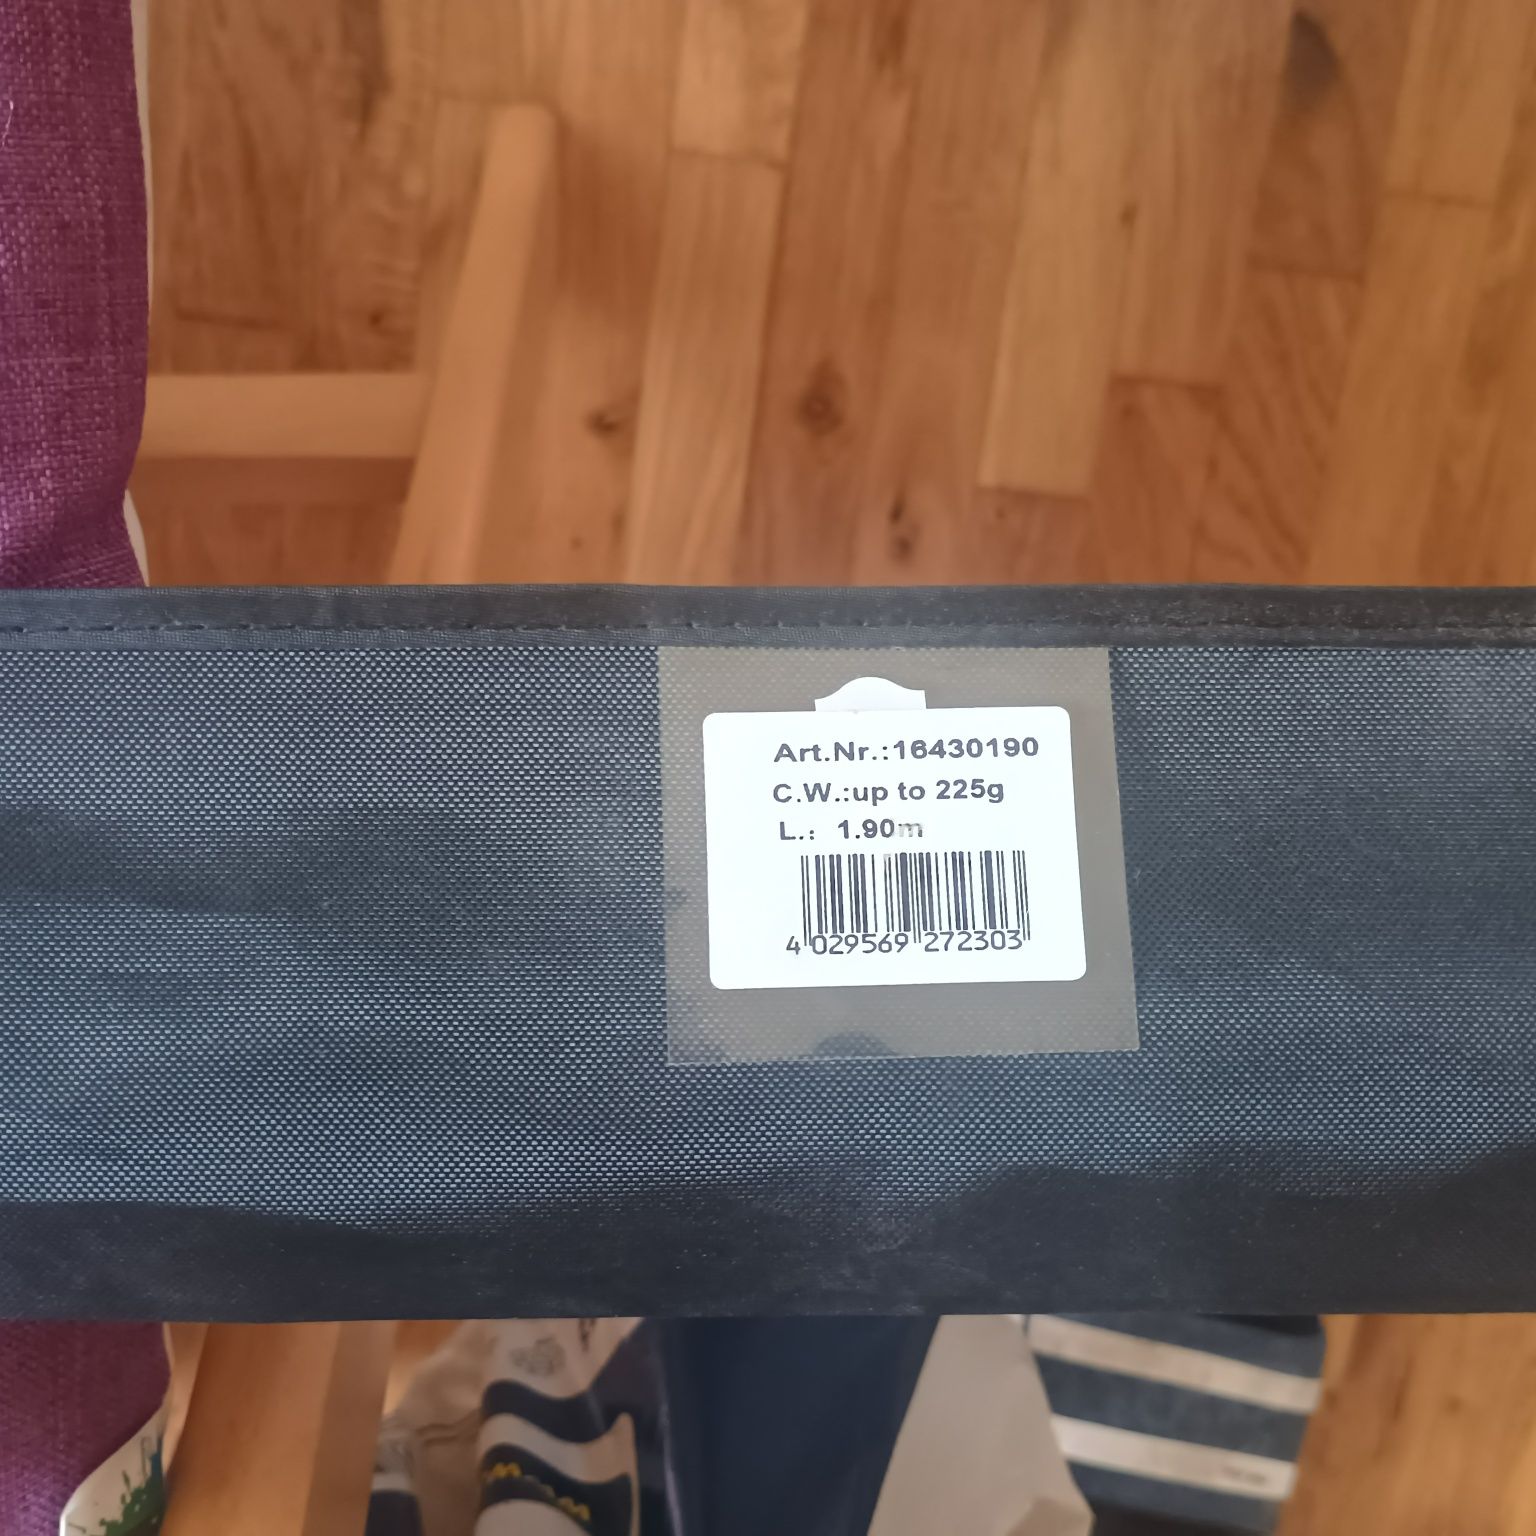 Art.Nr.:16430190
C.W.:up to 225g
L.: 1.90m
4 029569 272303